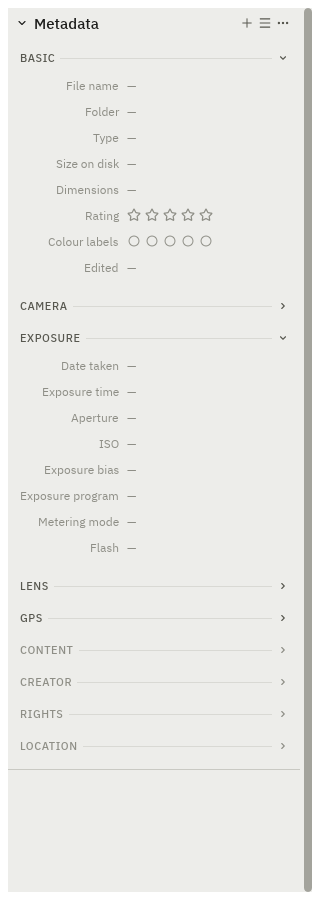 Metadata
BASIC
File name —
Folder —
Type —
Size on disk —
Dimensions —
Rating
Colour labels
Edited —
CAMERA
EXPOSURE
Date taken —
Exposure time —
Aperture —
ISO —
Exposure bias —
Exposure program —
Metering mode —
Flash —
LENS
GPS
CONTENT
CREATOR
RIGHTS
LOCATION